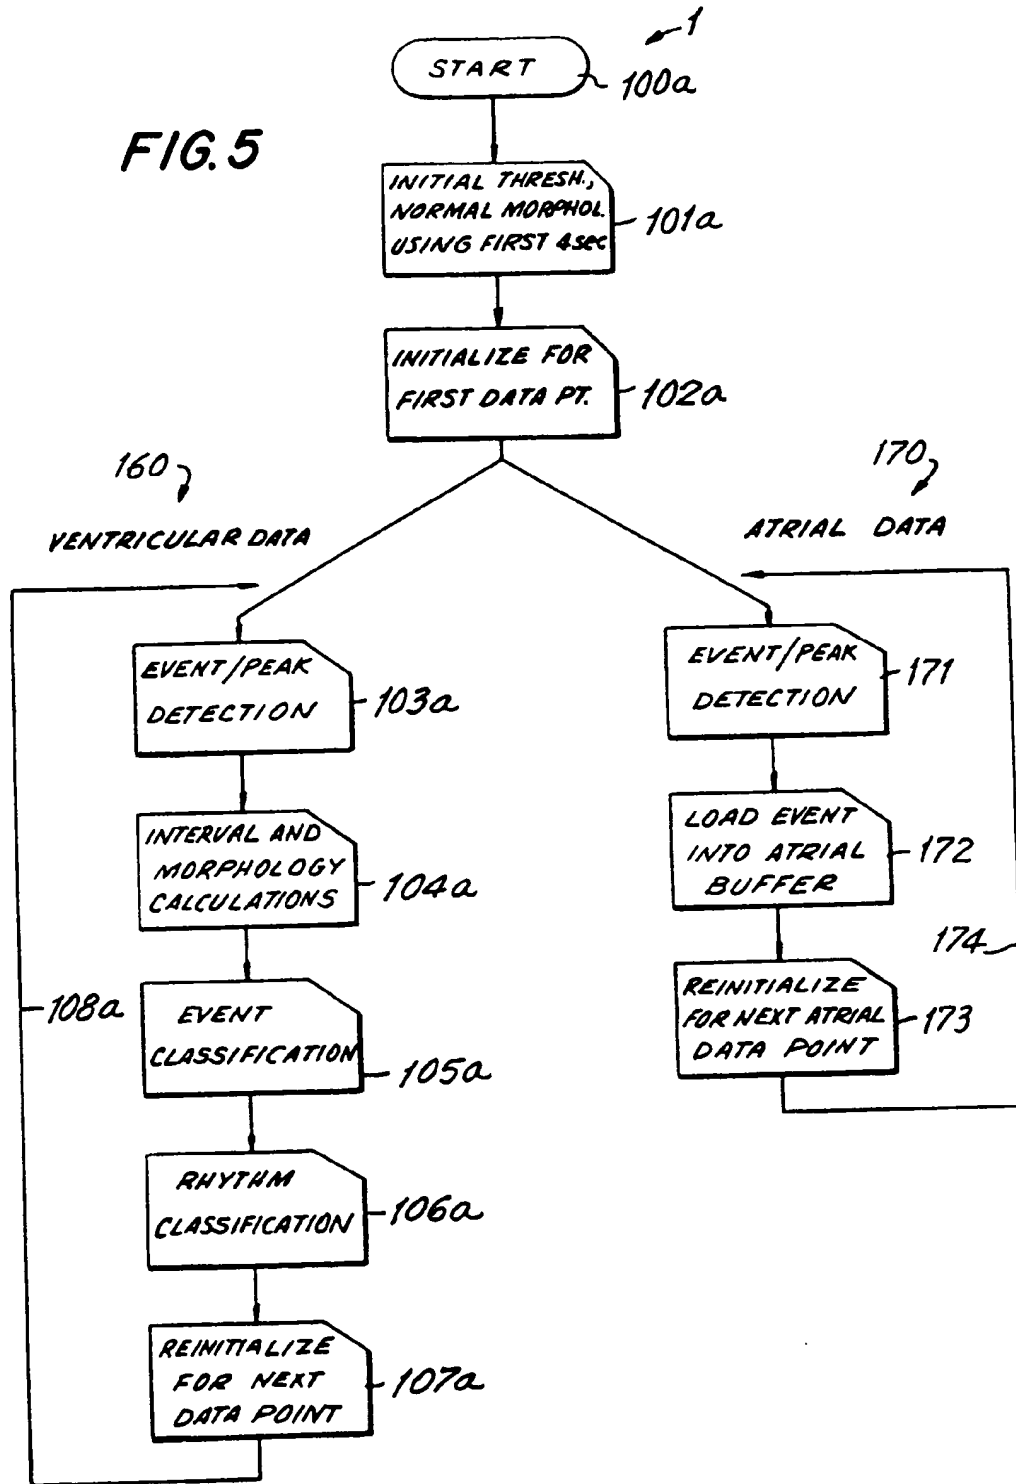 1
START
100a
FIG. 5
INITIAL THRESH.,
NORMAL MORPHOL.
USING FIRST 4sec
101a
INITIALIZE FOR
FIRST DATA PT.
102a
160
VENTRICULAR DATA
170
ATRIAL DATA
EVENT/PEAK
DETECTION
103a
INTERVAL AND
MORPHOLOGY
CALCULATIONS
104a
EVENT
CLASSIFICATION
105a
RHYTHM
CLASSIFICATION
106a
REINITIALIZE
FOR NEXT
DATA POINT
107a
108a
EVENT/PEAK
DETECTION
171
LOAD EVENT
INTO ATRIAL
BUFFER
172
REINITIALIZE
FOR NEXT ATRIAL
DATA POINT
173
174